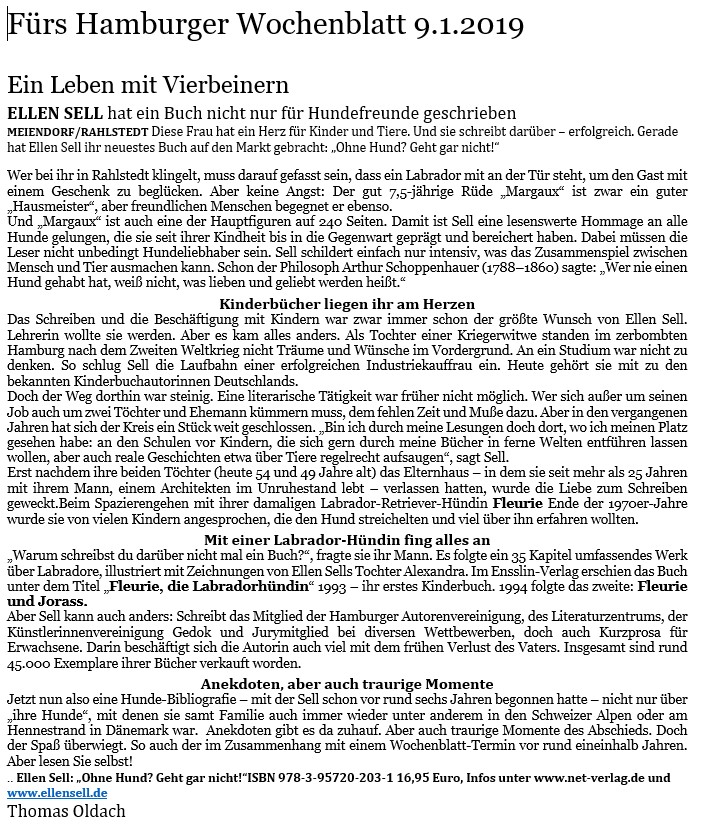 Fürs Hamburger Wochenblatt 9.1.2019
Ein Leben mit Vierbeinern
ELLEN SELL hat ein Buch nicht nur für Hundefreunde geschrieben
MEIENDORF/RAHLSTEDT Diese Frau hat ein Herz für Kinder und Tiere. Und sie schreibt darüber – erfolgreich. Gerade
hat Ellen Sell ihr neuestes Buch auf den Markt gebracht: „Ohne Hund? Geht gar nicht!“
Wer bei ihr in Rahlstedt klingelt, muss darauf gefasst sein, dass ein Labrador mit an der Tür steht, um den Gast mit
einem Geschenk zu beglücken. Aber keine Angst: Der gut 7,5-jährige Rüde „Margaux“ ist zwar ein guter
„Hausmeister“, aber freundlichen Menschen begegnet er ebenso.
Und „Margaux“ ist auch eine der Hauptfiguren auf 240 Seiten. Damit ist Sell eine lesenswerte Hommage an alle
Hunde gelungen, die sie seit ihrer Kindheit bis in die Gegenwart geprägt und bereichert haben. Dabei müssen die
Leser nicht unbedingt Hundeliebhaber sein. Sell schildert einfach nur intensiv, was das Zusammenspiel zwischen
Mensch und Tier ausmachen kann. Schon der Philosoph Arthur Schoppenhauer (1788–1860) sagte: „Wer nie einen
Hund gehabt hat, weiß nicht, was lieben und geliebt werden heißt.“
Kinderbücher liegen ihr am Herzen
Das Schreiben und die Beschäftigung mit Kindern war zwar immer schon der größte Wunsch von Ellen Sell.
Lehrerin wollte sie werden. Aber es kam alles anders. Als Tochter einer Kriegerwitwe standen im zerbombten
Hamburg nach dem Zweiten Weltkrieg nicht Träume und Wünsche im Vordergrund. An ein Studium war nicht zu
denken. So schlug Sell die Laufbahn einer erfolgreichen Industriekauffrau ein. Heute gehört sie mit zu den
bekannten Kinderbuchautorinnen Deutschlands.
Doch der Weg dorthin war steinig. Eine literarische Tätigkeit war früher nicht möglich. Wer sich außer um seinen
Job auch um zwei Töchter und Ehemann kümmern muss, dem fehlen Zeit und Muße dazu. Aber in den vergangenen
Jahren hat sich der Kreis ein Stück weit geschlossen. „Bin ich durch meine Lesungen doch dort, wo ich meinen Platz
gesehen habe: an den Schulen vor Kindern, die sich gern durch meine Bücher in ferne Welten entführen lassen
wollen, aber auch reale Geschichten etwa über Tiere regelrecht aufsaugen“, sagt Sell.
Erst nachdem ihre beiden Töchter (heute 54 und 49 Jahre alt) das Elternhaus – in dem sie seit mehr als 25 Jahren
mit ihrem Mann, einem Architekten im Unruhestand lebt – verlassen hatten, wurde die Liebe zum Schreiben
geweckt.Beim Spazierengehen mit ihrer damaligen Labrador-Retriever-Hündin Fleurie Ende der 1970er-Jahre
wurde sie von vielen Kindern angesprochen, die den Hund streichelten und viel über ihn erfahren wollten.
Mit einer Labrador-Hündin fing alles an
„Warum schreibst du darüber nicht mal ein Buch?“, fragte sie ihr Mann. Es folgte ein 35 Kapitel umfassendes Werk
über Labradore, illustriert mit Zeichnungen von Ellen Sells Tochter Alexandra. Im Ensslin-Verlag erschien das Buch
unter dem Titel „Fleurie, die Labradorhündin“ 1993 – ihr erstes Kinderbuch. 1994 folgte das zweite: Fleurie
und Jorass.
Aber Sell kann auch anders: Schreibt das Mitglied der Hamburger Autorenvereinigung, des Literaturzentrums, der
Künstlerinnenvereinigung Gedok und Jurymitglied bei diversen Wettbewerben, doch auch Kurzprosa für
Erwachsene. Darin beschäftigt sich die Autorin auch viel mit dem frühen Verlust des Vaters. Insgesamt sind rund
45.000 Exemplare ihrer Bücher verkauft worden.
Anekdoten, aber auch traurige Momente
Jetzt nun also eine Hunde-Bibliografie – mit der Sell schon vor rund sechs Jahren begonnen hatte – nicht nur über
„ihre Hunde“, mit denen sie samt Familie auch immer wieder unter anderem in den Schweizer Alpen oder am
Hennestrand in Dänemark war. Anekdoten gibt es da zuhauf. Aber auch traurige Momente des Abschieds. Doch
der Spaß überwiegt. So auch der im Zusammenhang mit einem Wochenblatt-Termin vor rund eineinhalb Jahren.
Aber lesen Sie selbst!
.. Ellen Sell: „Ohne Hund? Geht gar nicht!“ISBN 978-3-95720-203-1 16,95 Euro, Infos unter www.net-verlag.de und
www.ellensell.de
Thomas Oldach